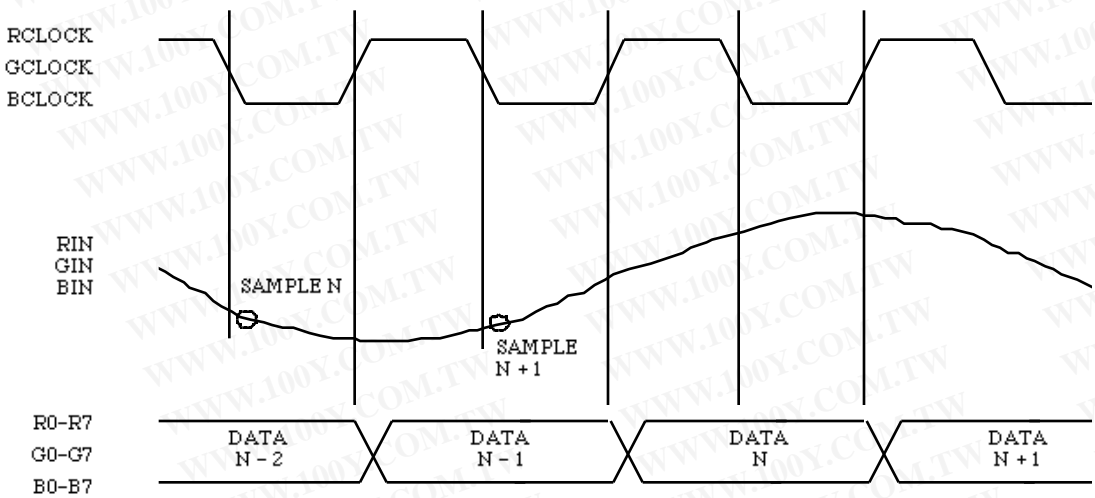 RCLOCK
GCLOCK
BCLOCK
RIN
GIN
BIN
SAMPLE N
SAMPLE
N + 1
R0-R7
G0-G7
B0-B7
DATA
N - 2
DATA
N - 1
DATA
N
DATA
N + 1
WWW.100Y.COM.TW